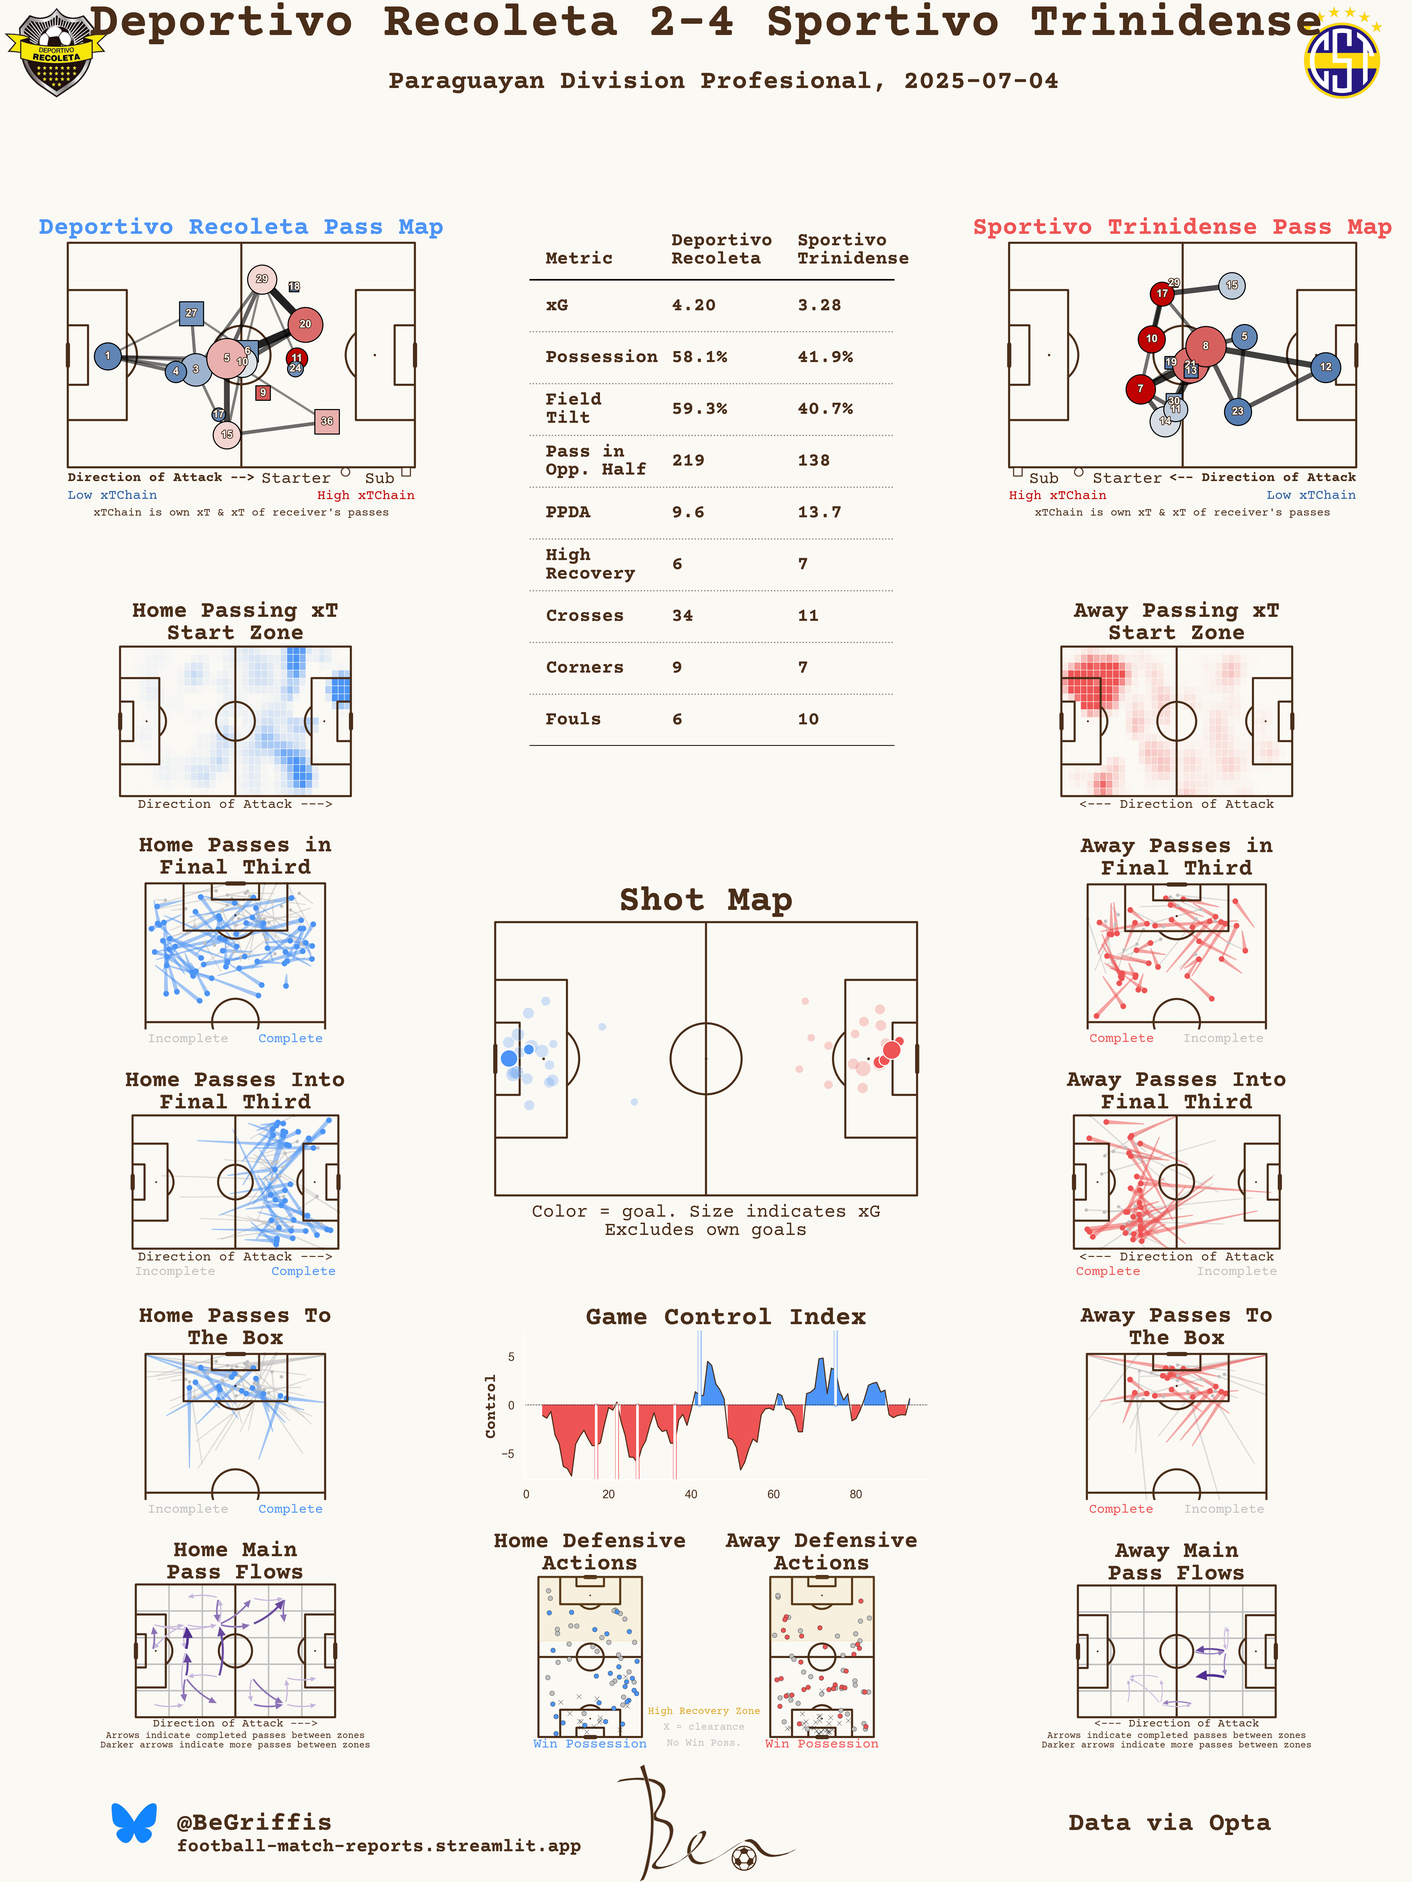 Deportivo Recoleta 2-4 Sportivo Trinidense
Paraguayan Division Profesional, 2025-07-04
DEPORTIVO
RECOLETA
CST
Deportivo Recoleta Pass Map
29
18
27
20
1
5
6
10
11
24
4
3
9
17
15
36
Direction of Attack --> Starter Sub
Low xTChain High xTChain
xTChain is own xT & xT of receiver's passes
Metric Deportivo Recoleta Sportivo Trinidense
xG 4.20 3.28
Possession 58.1% 41.9%
Field Tilt 59.3% 40.7%
Pass in Opp. Half 219 138
PPDA 9.6 13.7
High Recovery 6 7
Crosses 34 11
Corners 9 7
Fouls 6 10
Sportivo Trinidense Pass Map
29
17
15
10
8
5
19
21
13
12
7
30
11
14
23
Sub Starter <-- Direction of Attack
High xTChain Low xTChain
xTChain is own xT & xT of receiver's passes
Home Passing xT
Start Zone
Direction of Attack --->
Away Passing xT
Start Zone
<--- Direction of Attack
Home Passes in
Final Third
Incomplete Complete
Away Passes in
Final Third
Complete Incomplete
Shot Map
Color = goal. Size indicates xG
Excludes own goals
Home Passes Into
Final Third
Direction of Attack --->
Incomplete Complete
Away Passes Into
Final Third
<--- Direction of Attack
Complete Incomplete
Home Passes To
The Box
Incomplete Complete
Game Control Index
Control
5
0
−5
0 20 40 60 80
Away Passes To
The Box
Complete Incomplete
Home Main
Pass Flows
Direction of Attack --->
Arrows indicate completed passes between zones
Darker arrows indicate more passes between zones
Home Defensive
Actions
Win Possession
High Recovery Zone
X = clearance
No Win Poss.
Away Defensive
Actions
Win Possession
Away Main
Pass Flows
<--- Direction of Attack
Arrows indicate completed passes between zones
Darker arrows indicate more passes between zones
@BeGriffis
football-match-reports.streamlit.app
Ben
Data via Opta